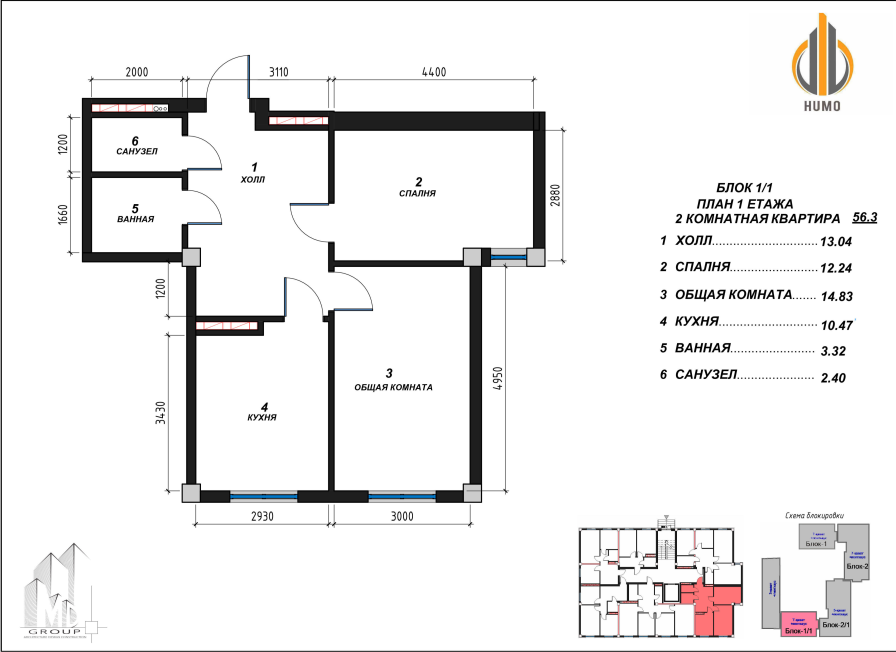 HUMO
2000
3110
4400
1200
1660
1200
3430
2880
4950
2930
3000
6
САНУЗЕЛ
5
ВАННАЯ
1
ХОЛЛ
2
СПАЛНЯ
3
ОБЩАЯ КОМНАТА
4
КУХНЯ
БЛОК 1/1
ПЛАН 1 ЕТАЖА
2 КОМНАТНАЯ КВАРТИРА 56.3
1 ХОЛЛ 13.04
2 СПАЛНЯ 12.24
3 ОБЩАЯ КОМНАТА 14.83
4 КУХНЯ 10.47
5 ВАННАЯ 3.32
6 САНУЗЕЛ 2.40
Схема блокировки
Блок-1
Блок-2
Блок-1/1
Блок-2/1
GROUP